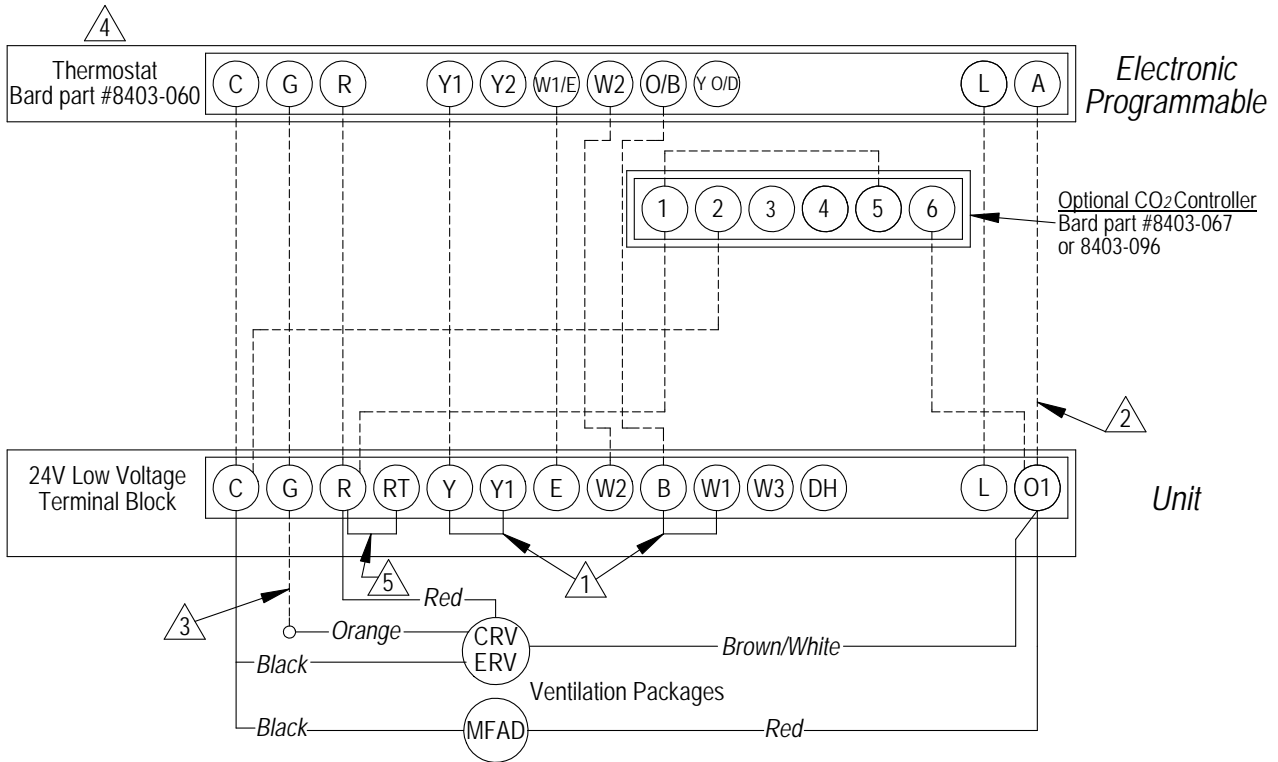 4
Thermostat
Bard part #8403-060
C G R Y1 Y2 W1/E W2 O/B Y O/D L A
Electronic
Programmable
1 2 3 4 5 6
Optional CO2 Controller
Bard part #8403-067
or 8403-096
2
24V Low Voltage
Terminal Block
C G R RT Y Y1 E W2 B W1 W3 DH L O1
Unit
5
1
3
Red
Orange
CRV
ERV
Brown/White
Black
Ventilation Packages
Black
MFAD
Red